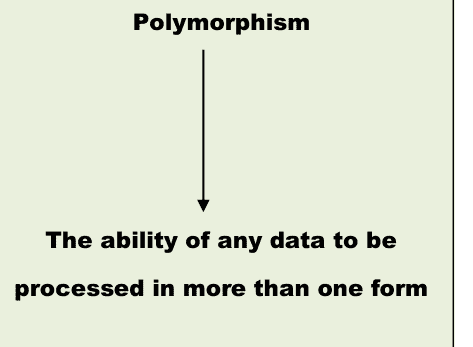 Polymorphism
The ability of any data to be
processed in more than one form